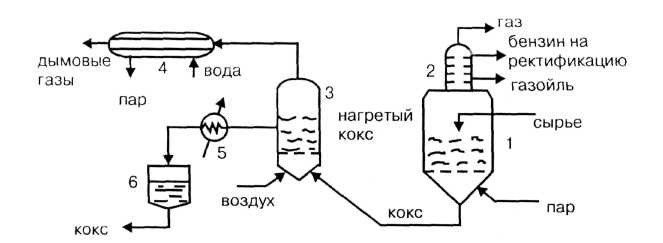 газ
бензин на
ректификацию
газойль
2
дымовые
газы
4
вода
пар
3
нагретый
кокс
сырье
1
5
6
воздух
кокс
пар
кокс